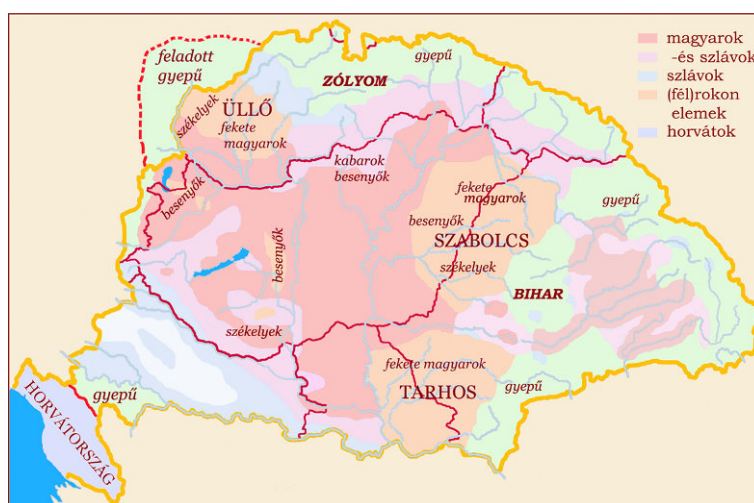 feladott
gyepű
ZÓLYOM
székelyek
ÜLLŐ
fekete
magyarok
kabarok
besenyők
besenyők
fekete
magyarok
gyepű
besenyők
SZABOLCS
székelyek
besenyők
BIHAR
székelyek
fekete magyarok
TARHOS
gyepű
gyepű
HORVÁTORSZÁG
magyarok
-és szlávok
szlávok
(fél)rokon
elemek
horvátok